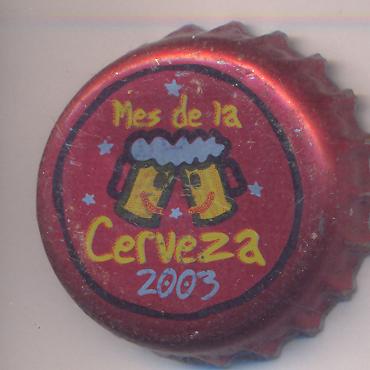 Mes de la
Cerveza
2003